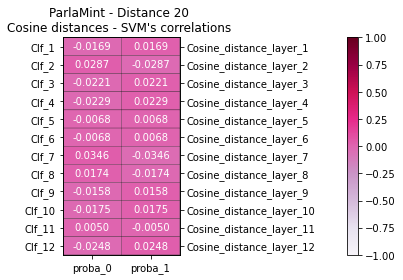 ParlaMint - Distance 20
Cosine distances - SVM's correlations
Clf_1 -0.0169 0.0169 Cosine_distance_layer_1
Clf_2 0.0287 -0.0287 Cosine_distance_layer_2
Clf_3 -0.0221 0.0221 Cosine_distance_layer_3
Clf_4 -0.0229 0.0229 Cosine_distance_layer_4
Clf_5 -0.0068 0.0068 Cosine_distance_layer_5
Clf_6 -0.0068 0.0068 Cosine_distance_layer_6
Clf_7 0.0346 -0.0346 Cosine_distance_layer_7
Clf_8 0.0174 -0.0174 Cosine_distance_layer_8
Clf_9 -0.0158 0.0158 Cosine_distance_layer_9
Clf_10 -0.0175 0.0175 Cosine_distance_layer_10
Clf_11 0.0050 -0.0050 Cosine_distance_layer_11
Clf_12 -0.0248 0.0248 Cosine_distance_layer_12
proba_0 proba_1
1.00
0.75
0.50
0.25
0.00
−0.25
−0.50
−0.75
−1.00